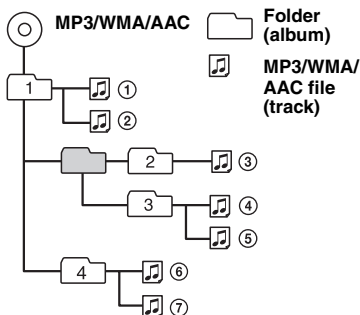 MP3/WMA/AAC
Folder
(album)
MP3/WMA/
AAC file
(track)
1
①
②
2
③
3
④
⑤
4
⑥
⑦